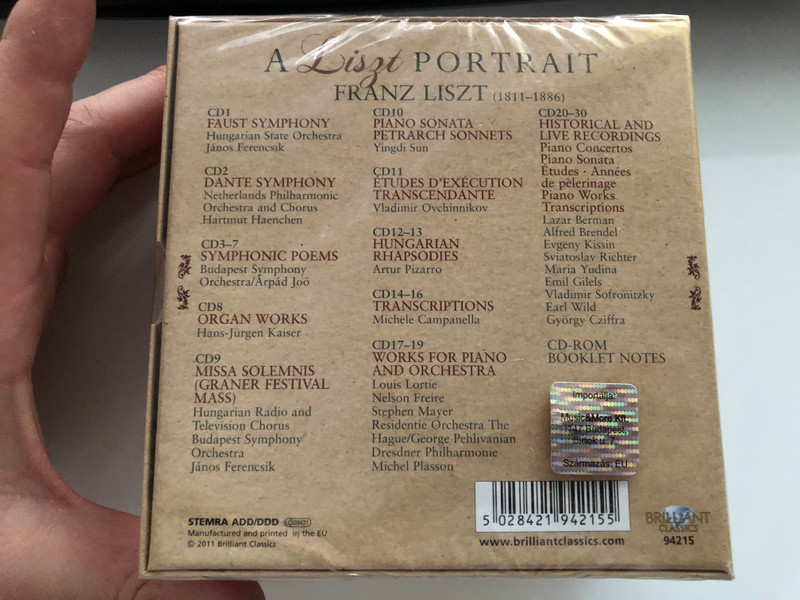 A Liszt PORTRAIT
FRANZ LISZT (1811–1886)
CD1
FAUST SYMPHONY
Hungarian State Orchestra
János Ferencsik
CD2
DANTE SYMPHONY
Netherlands Philharmonic
Orchestra and Chorus
Hartmut Haenchen
CD3–7
SYMPHONIC POEMS
Budapest Symphony
Orchestra/Árpád Joó
CD8
ORGAN WORKS
Hans-Jürgen Kaiser
CD9
MISSA SOLEMNIS
(GRANER FESTIVAL
MASS)
Hungarian Radio and
Television Chorus
Budapest Symphony
Orchestra
János Ferencsik
CD10
PIANO SONATA
PETRARCH SONNETS
Yingdi Sun
CD11
ÉTUDES D'EXÉCUTION
TRANSCENDANTE
Vladimir Ovchinnikov
CD12–13
HUNGARIAN
RHAPSODIES
Artur Pizarro
CD14–16
TRANSCRIPTIONS
Michele Campanella
CD17–19
WORKS FOR PIANO
AND ORCHESTRA
Louis Lortie
Nelson Freire
Stephen Mayer
Residentie Orchestra The
Hague/George Pehlivanian
Dresdner Philharmonie
Michel Plasson
CD20–30
HISTORICAL AND
LIVE RECORDINGS
Piano Concertos
Piano Sonata
Études · Années
de pèlerinage
Piano Works
Transcriptions
Lazar Berman
Alfred Brendel
Evgeny Kissin
Sviatoslav Richter
Maria Yudina
Emil Gilels
Vladimir Sofronitzky
Earl Wild
György Cziffra
CD-ROM
BOOKLET NOTES
Importálja:
Music&More Kft.
1947 Budapest,
7.
Származás: EU
STEMRA ADD/DDD
Manufactured and printed in the EU
© 2011 Brilliant Classics
5 028421 942155
www.brilliantclassics.com
BRILLIANT
CLASSICS
94215